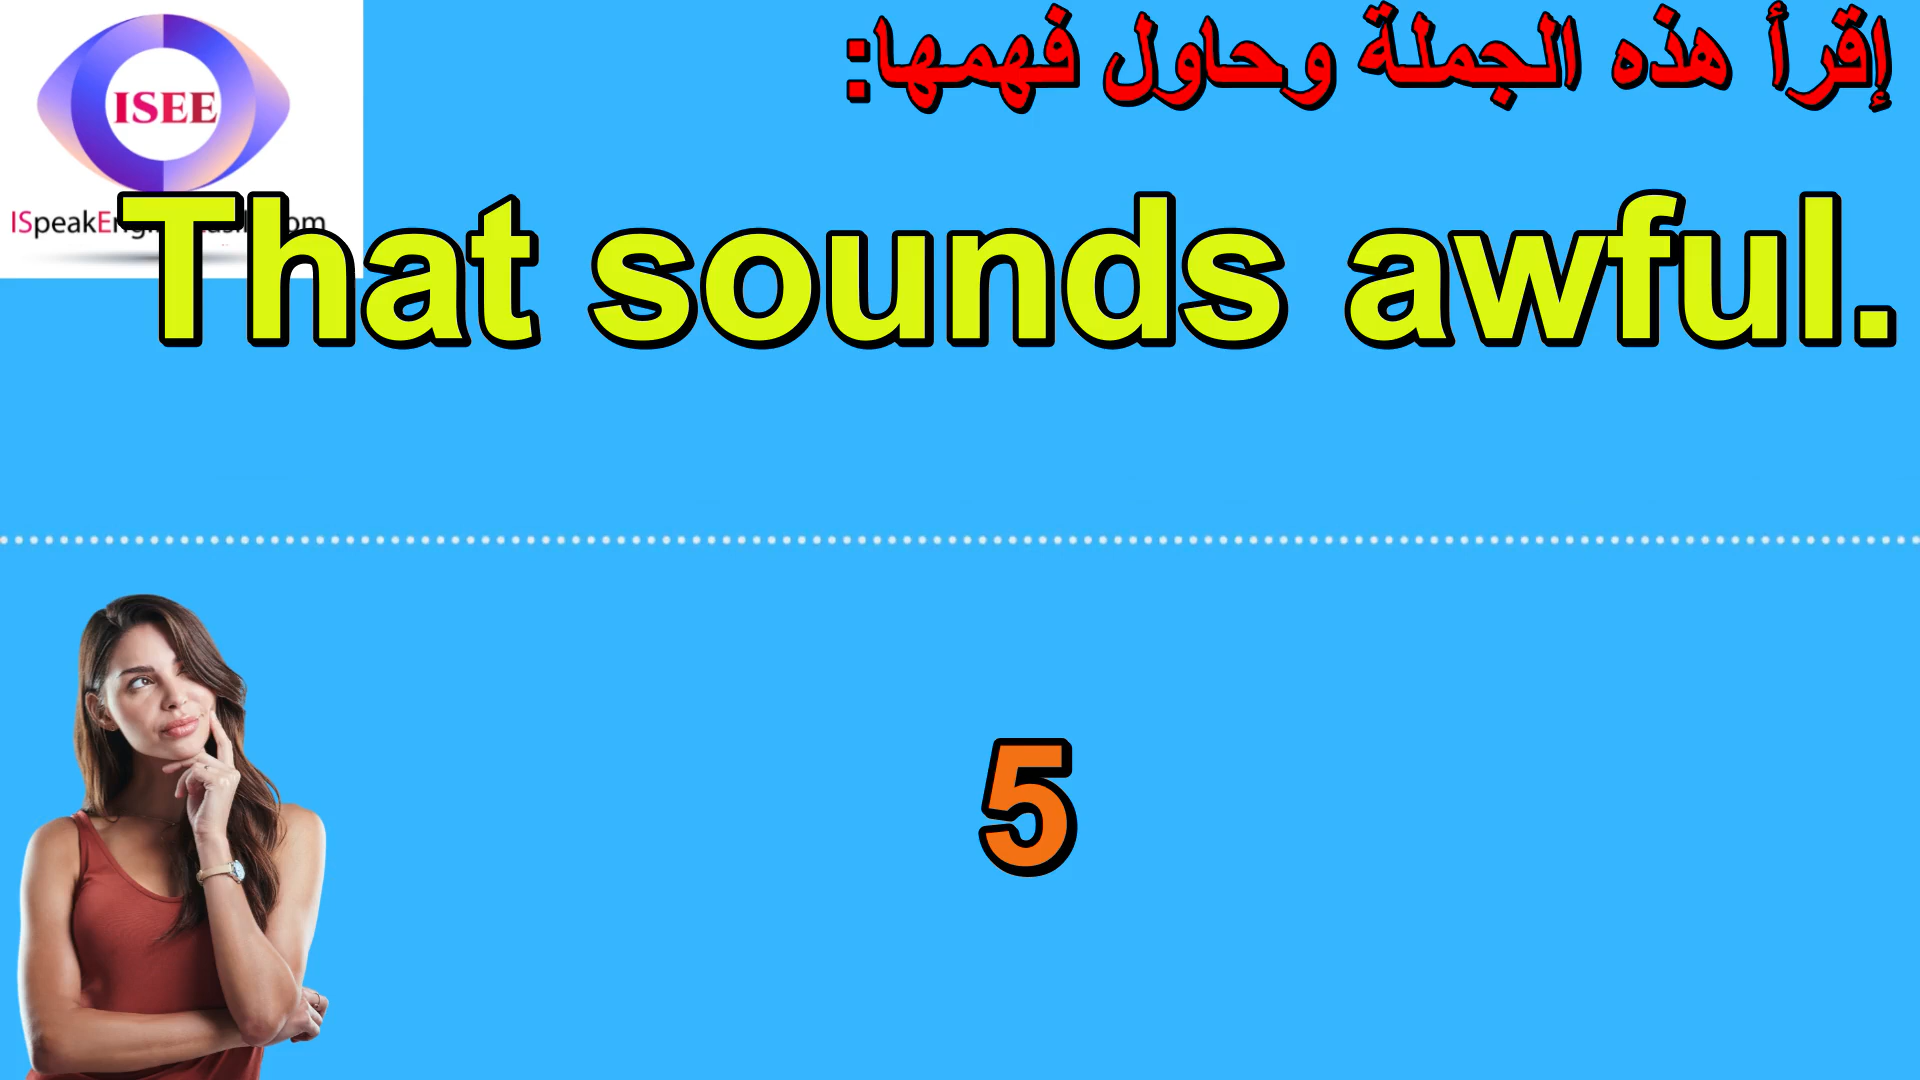 إقرأ هذه الجملة وحاول فهمها:
ISEE
That sounds awful.
5